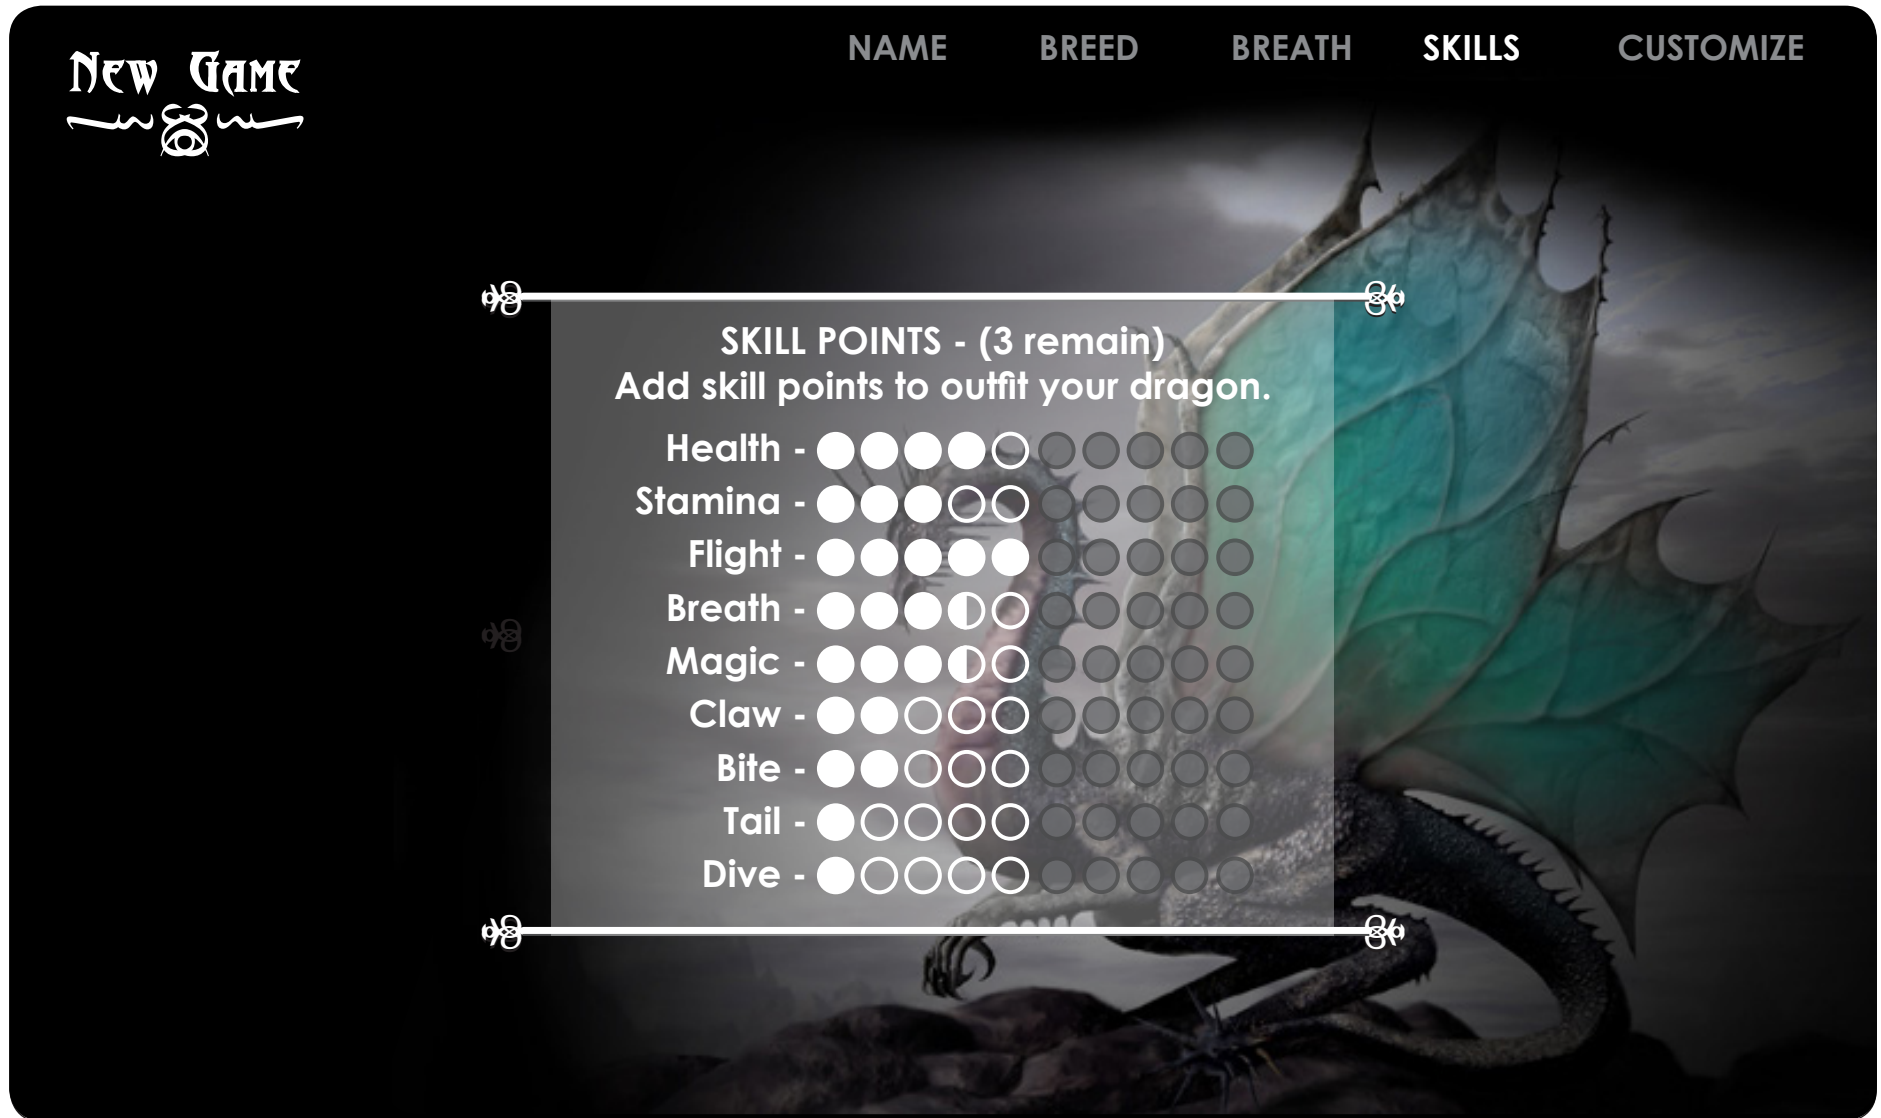 New Game
NAME BREED BREATH SKILLS CUSTOMIZE
SKILL POINTS - (3 remain)
Add skill points to outfit your dragon.
Health -
Stamina -
Flight -
Breath -
Magic -
Claw -
Bite -
Tail -
Dive -